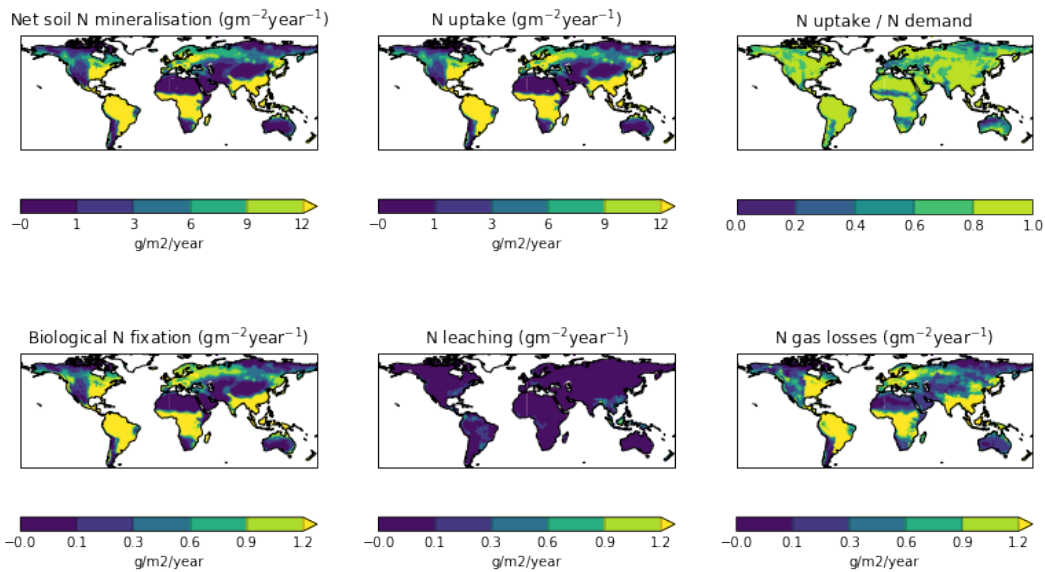 Net soil N mineralisation (gm⁻²year⁻¹)
N uptake (gm⁻²year⁻¹)
N uptake / N demand
−0 1 3 6 9 12
g/m2/year
−0 1 3 6 9 12
g/m2/year
0.0 0.2 0.4 0.6 0.8 1.0
Biological N fixation (gm⁻²year⁻¹)
N leaching (gm⁻²year⁻¹)
N gas losses (gm⁻²year⁻¹)
−0.0 0.1 0.3 0.6 0.9 1.2
g/m2/year
−0.0 0.1 0.3 0.6 0.9 1.2
g/m2/year
−0.0 0.1 0.3 0.6 0.9 1.2
g/m2/year